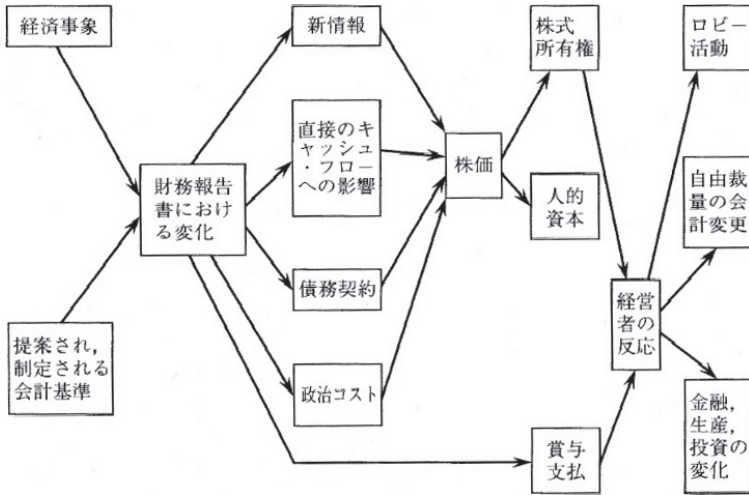 経済事象
提案され,
制定される
会計基準
財務報告
書におけ
る変化
新情報
直接のキ
ャッシュ
・フロー
への影響
債務契約
政治コスト
株価
株式
所有権
人的
資本
賞与
支払
経営
者の
反応
ロビー
活動
自由裁
量の会
計変更
金融,
生産,
投資の
変化